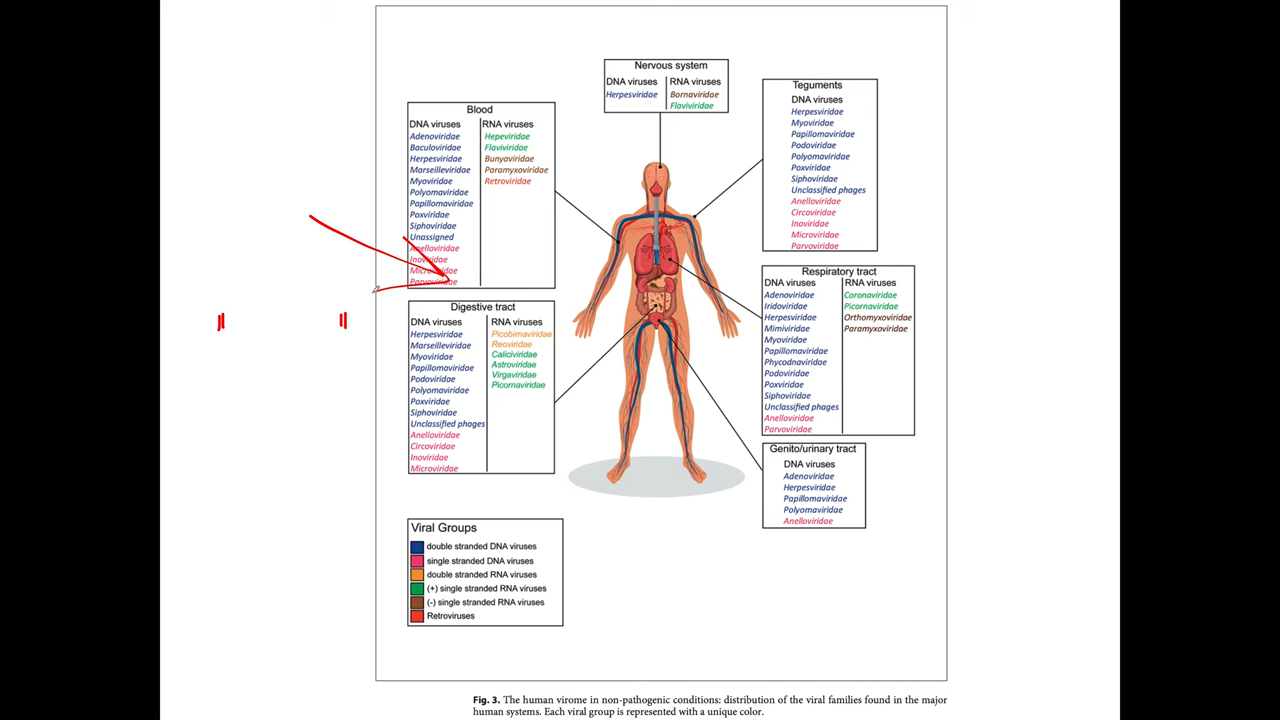 Nervous system
DNA viruses
Herpesviridae
RNA viruses
Bornaviridae
Flaviviridae
Teguments
DNA viruses
Herpesviridae
Myoviridae
Papillomaviridae
Podoviridae
Polyomaviridae
Poxviridae
Siphoviridae
Unclassified phages
Anelloviridae
Circoviridae
Inoviridae
Microviridae
Parvoviridae
Blood
DNA viruses
Adenoviridae
Baculoviridae
Herpesviridae
Marseilleviridae
Myoviridae
Polyomaviridae
Papillomaviridae
Poxviridae
Siphoviridae
Unassigned
Anelloviridae
Inoviridae
Microviridae
Parvoviridae
RNA viruses
Hepeviridae
Flaviviridae
Bunyaviridae
Paramyxoviridae
Retroviridae
Respiratory tract
DNA viruses
Adenoviridae
Iridoviridae
Herpesviridae
Mimiviridae
Myoviridae
Papillomaviridae
Phycodnaviridae
Podoviridae
Poxviridae
Siphoviridae
Unclassified phages
Anelloviridae
Parvoviridae
RNA viruses
Coronaviridae
Picornaviridae
Orthomyxoviridae
Paramyxoviridae
Digestive tract
DNA viruses
Herpesviridae
Marseilleviridae
Myoviridae
Papillomaviridae
Podoviridae
Polyomaviridae
Poxviridae
Siphoviridae
Unclassified phages
Anelloviridae
Circoviridae
Inoviridae
Microviridae
RNA viruses
Picobirnaviridae
Reoviridae
Caliciviridae
Astroviridae
Virgaviridae
Picornaviridae
Genito/urinary tract
DNA viruses
Adenoviridae
Herpesviridae
Papillomaviridae
Polyomaviridae
Anelloviridae
Viral Groups
double stranded DNA viruses
single stranded DNA viruses
double stranded RNA viruses
(+) single stranded RNA viruses
(-) single stranded RNA viruses
Retroviruses
Fig. 3. The human virome in non-pathogenic conditions: distribution of the viral families found in the major
human systems. Each viral group is represented with a unique color.